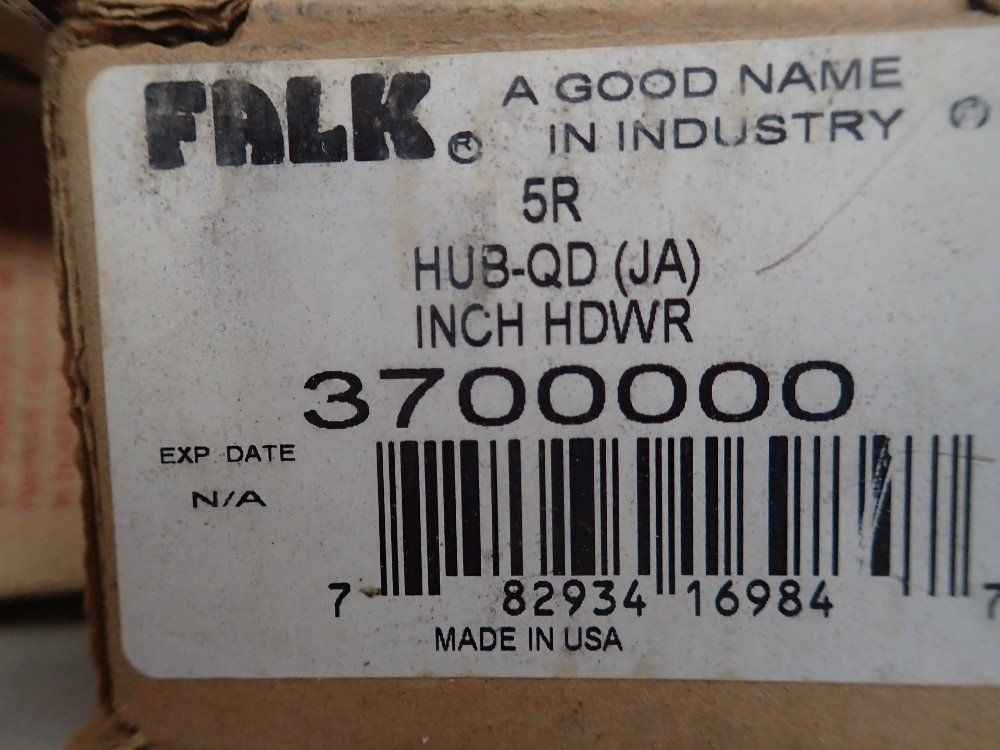 FALK® A GOOD NAME
IN INDUSTRY ®
5R
HUB-QD (JA)
INCH HDWR
3700000
EXP. DATE
N/A
7 82934 16984 7
MADE IN USA